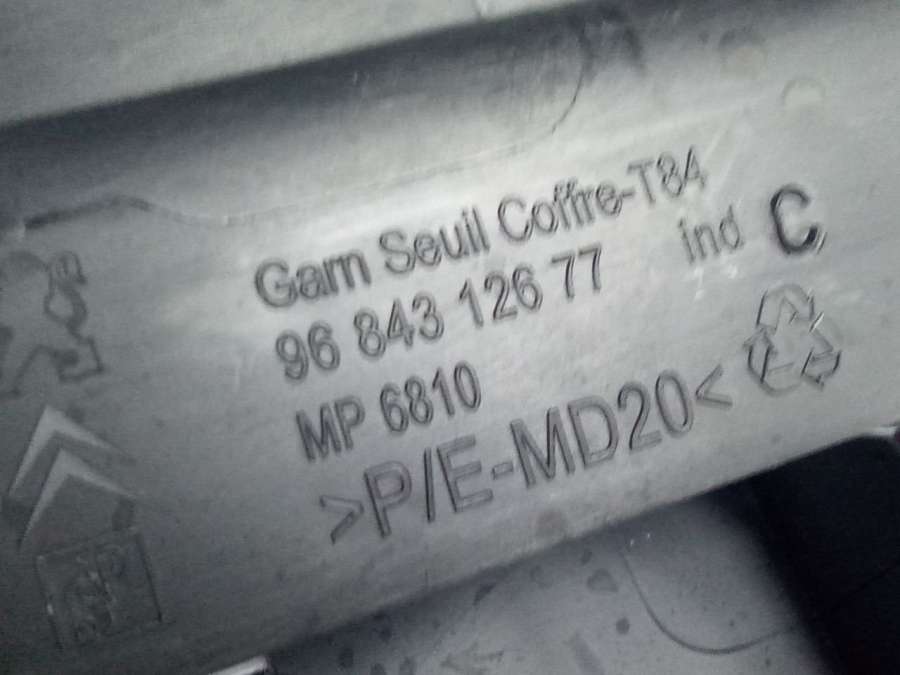 Garn Seuil Coffre-T84
96 843 126 77 ind C
MP 6810
>P/E-MD20<